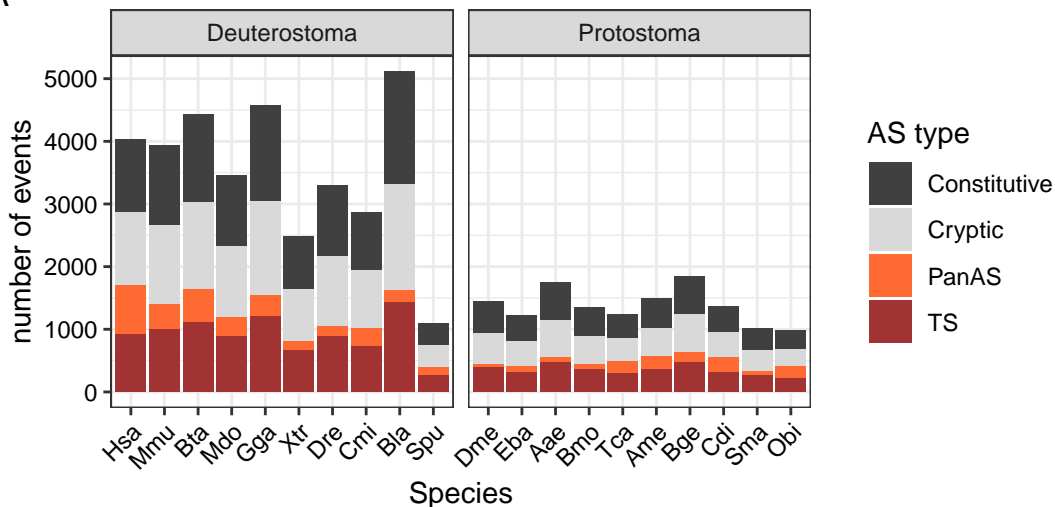 Deuterostoma
Protostoma
number of events
5000
4000
3000
2000
1000
0
Hsa
Mmu
Bta
Mdo
Gga
Xtr
Dre
Cmi
Bla
Spu
Dme
Eba
Aae
Bmo
Tca
Ame
Bge
Cdi
Sma
Obi
Species
AS type
Constitutive
Cryptic
PanAS
TS